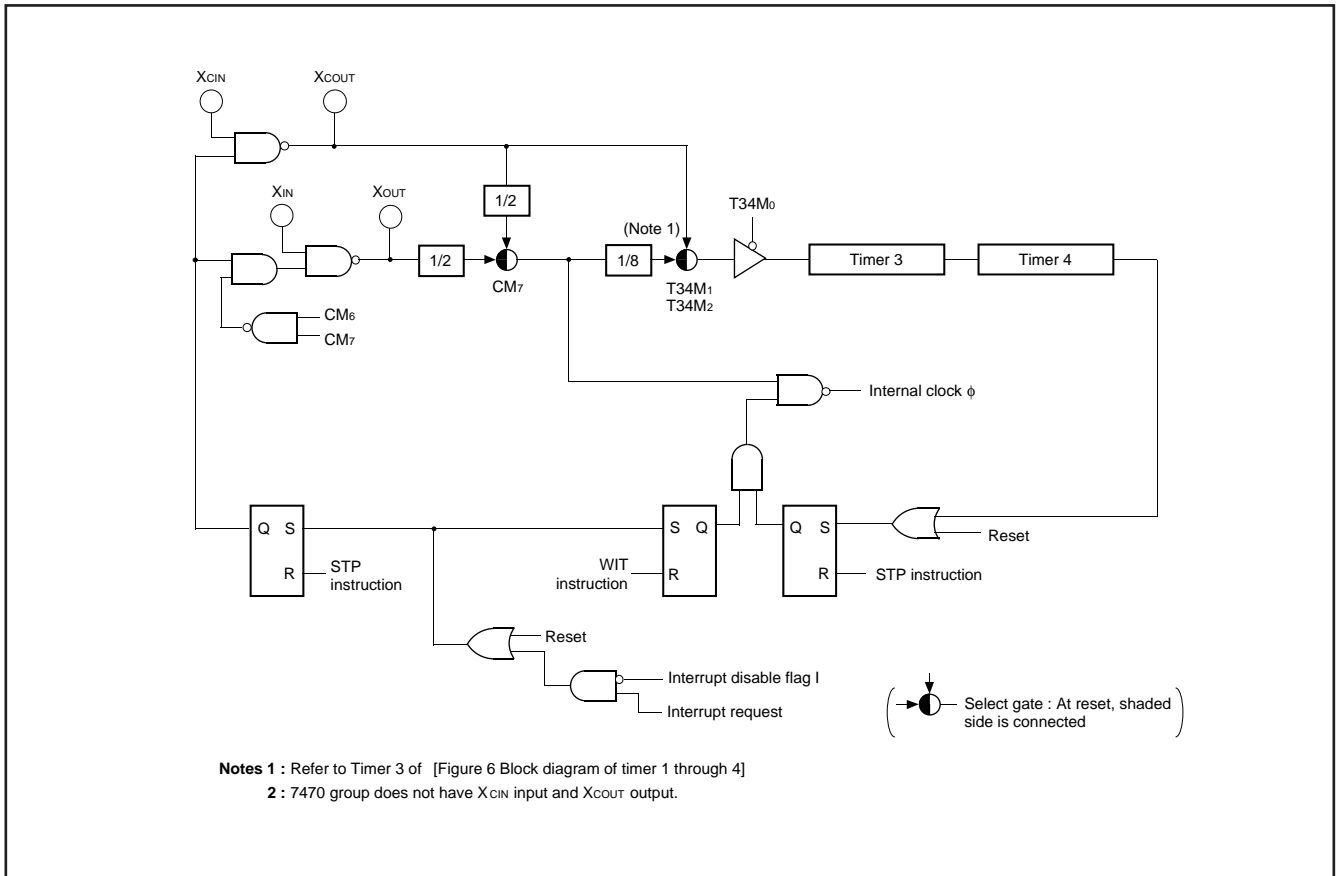 XCIN XCOUT
XIN XOUT
1/2
T34M0
(Note 1)
1/2 1/8 Timer 3 Timer 4
CM7 T34M1
T34M2
CM6
CM7
Internal clock φ
Q S S Q Q S
Reset
R STP
instruction
WIT
instruction R
R STP instruction
Reset
Interrupt disable flag I
Interrupt request
Select gate : At reset, shaded
side is connected
Notes 1 : Refer to Timer 3 of [Figure 6 Block diagram of timer 1 through 4]
2 : 7470 group does not have XCIN input and XCOUT output.